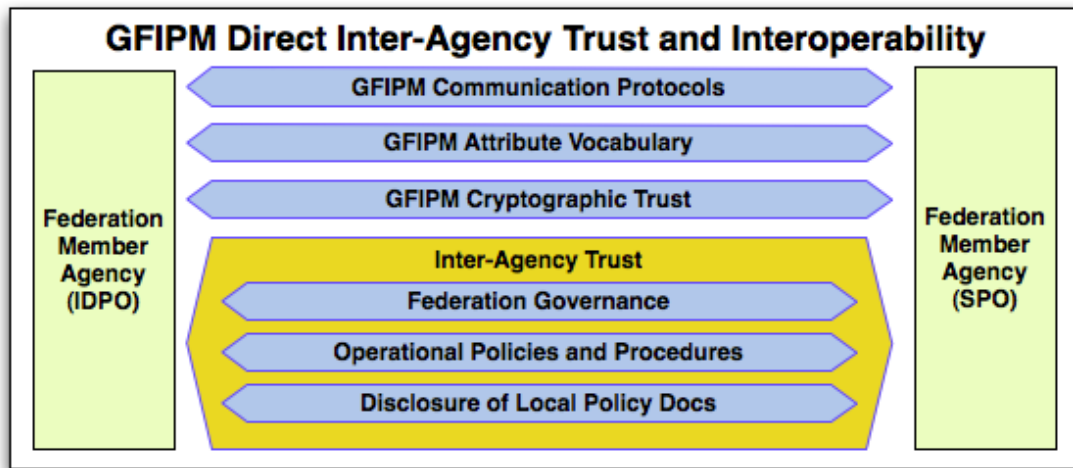 GFIPM Direct Inter-Agency Trust and Interoperability
Federation
Member
Agency
(IDPO)
GFIPM Communication Protocols
GFIPM Attribute Vocabulary
GFIPM Cryptographic Trust
Inter-Agency Trust
Federation Governance
Operational Policies and Procedures
Disclosure of Local Policy Docs
Federation
Member
Agency
(SPO)